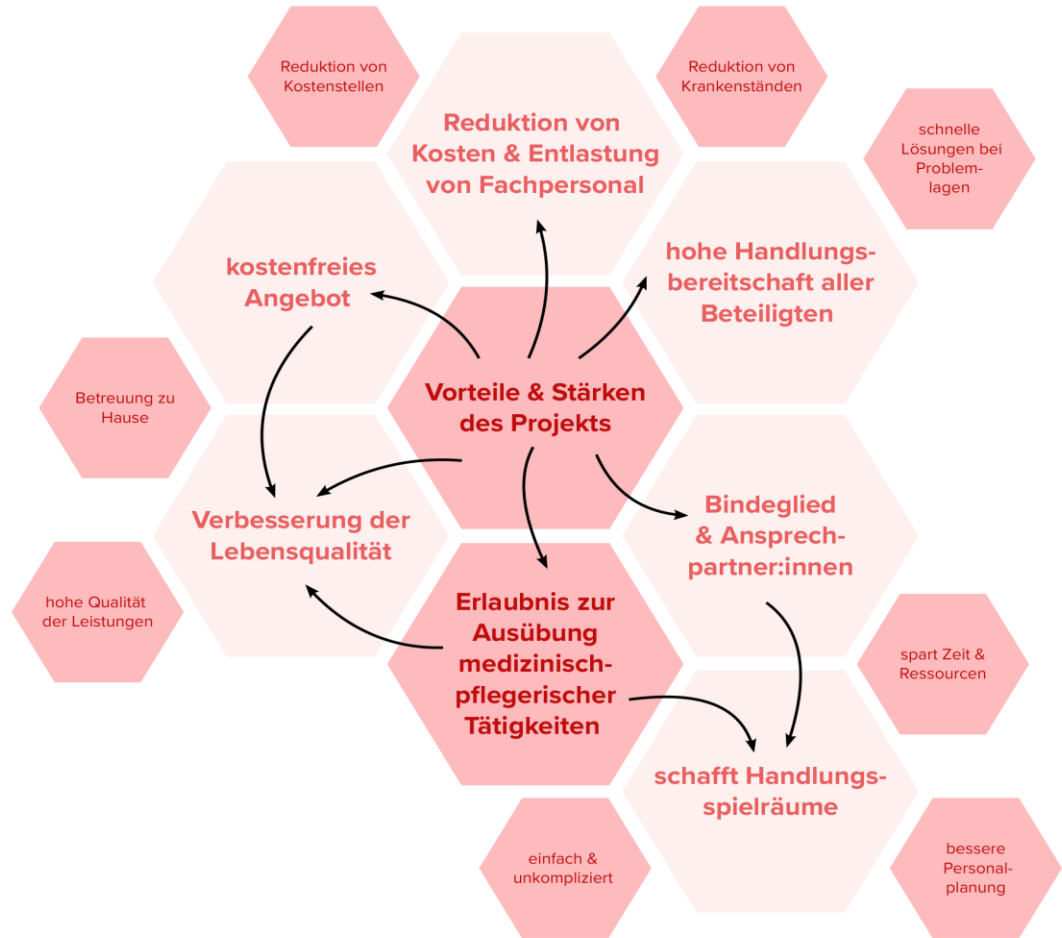 Reduktion von
Kostenstellen
Reduktion von
Kosten & Entlastung
von Fachpersonal
Reduktion von
Krankenständen
schnelle
Lösungen bei
Problem-
lagen
kostenfreies
Angebot
hohe Handlungs-
bereitschaft aller
Beteiligten
Betreuung zu
Hause
Vorteile & Stärken
des Projekts
Verbesserung der
Lebensqualität
Bindeglied
& Ansprech-
partner:innen
hohe Qualität
der Leistungen
Erlaubnis zur
Ausübung
medizinisch-
pflegerischer
Tätigkeiten
spart Zeit &
Ressourcen
schafft Handlungs-
spielräume
einfach &
unkompliziert
bessere
Personal-
planung